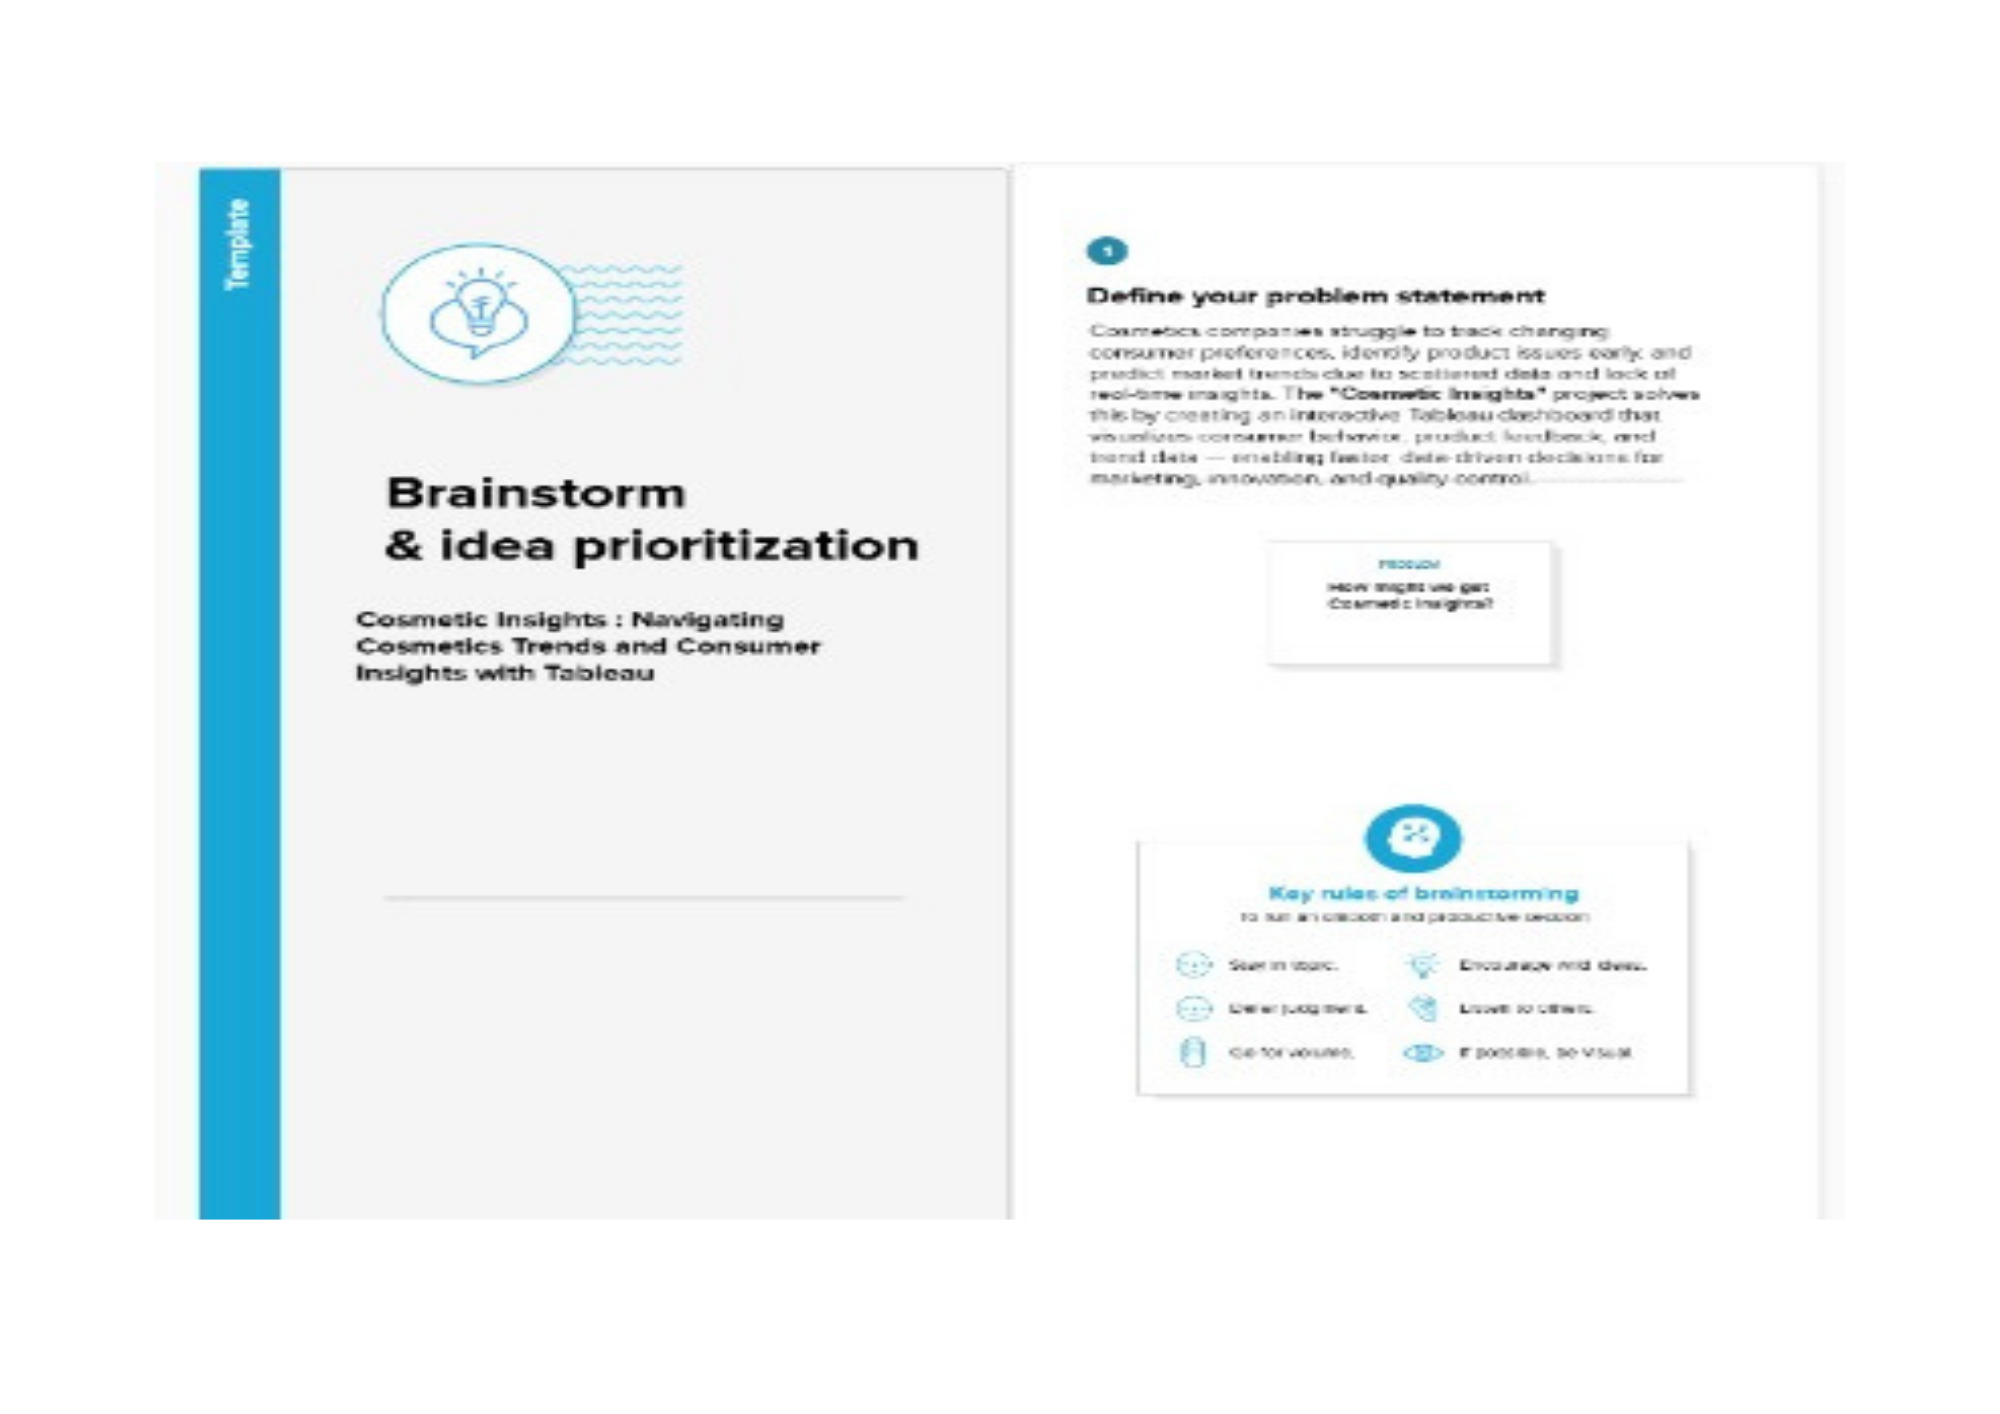 Template
Brainstorm
& idea prioritization
Cosmetic Insights : Navigating
Cosmetics Trends and Consumer
Insights with Tableau
1
Define your problem statement
Cosmetics companies struggle to track changing
consumer preferences, identify product issues early, and
predict market trends due to scattered data and lack of
real-time insights. The "Cosmetic Insights" project solves
this by creating an interactive Tableau dashboard that
visualizes consumer behavior, product feedback, and
trend data — enabling faster, data-driven decisions for
marketing, innovation, and quality control.
PROBLEM
How might we get
Cosmetic Insights?
Key rules of brainstorming
To run an smooth and productive session
Stay in topic.
Encourage wild ideas.
Defer judgment.
Listen to others.
Go for volume.
If possible, be visual.